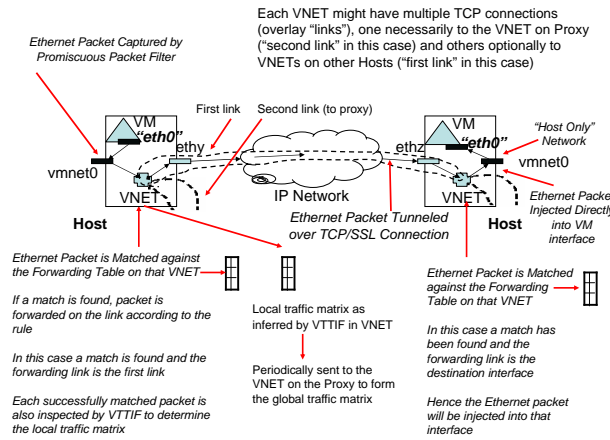 Each VNET might have multiple TCP connections
(overlay "links"), one necessarily to the VNET on Proxy
("second link" in this case) and others optionally to
VNETs on other Hosts ("first link" in this case)
Ethernet Packet Captured by
Promiscuous Packet Filter
First link
Second link (to proxy)
VM
"eth0"
ethy
vmnet0
VNET
Host
IP Network
VM
"eth0"
ethz
vmnet0
VNET
Host
"Host Only"
Network
Ethernet Packet Tunneled
over TCP/SSL Connection
Ethernet Packet
Injected Directly
into VM
interface
Ethernet Packet is Matched against
the Forwarding Table on that VNET
If a match is found, packet is
forwarded on the link according to the
rule
In this case a match is found and the
forwarding link is the first link
Each successfully matched packet is
also inspected by VTTIF to determine
the local traffic matrix
Local traffic matrix as
inferred by VTTIF in VNET
Periodically sent to the
VNET on the Proxy to form
the global traffic matrix
Ethernet Packet is Matched
against the Forwarding
Table on that VNET
In this case a match has
been found and the
forwarding link is the
destination interface
Hence the Ethernet packet
will be injected into that
interface